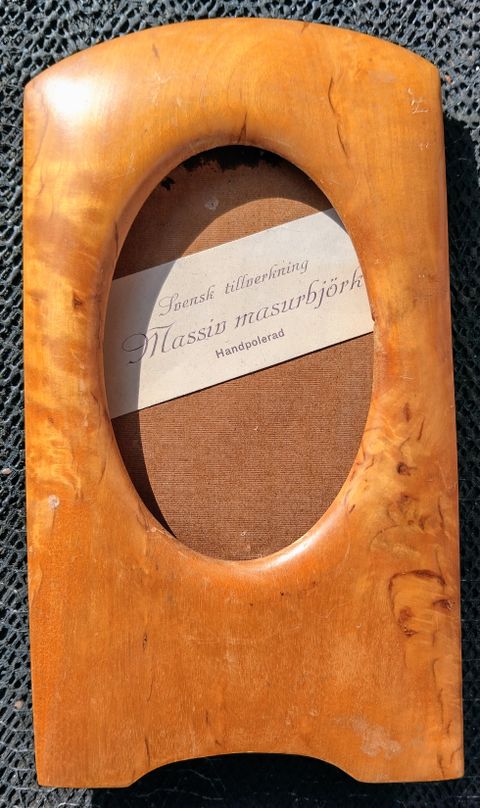 Svensk tillverkning
Massiv masurbjörk
Handpolerad